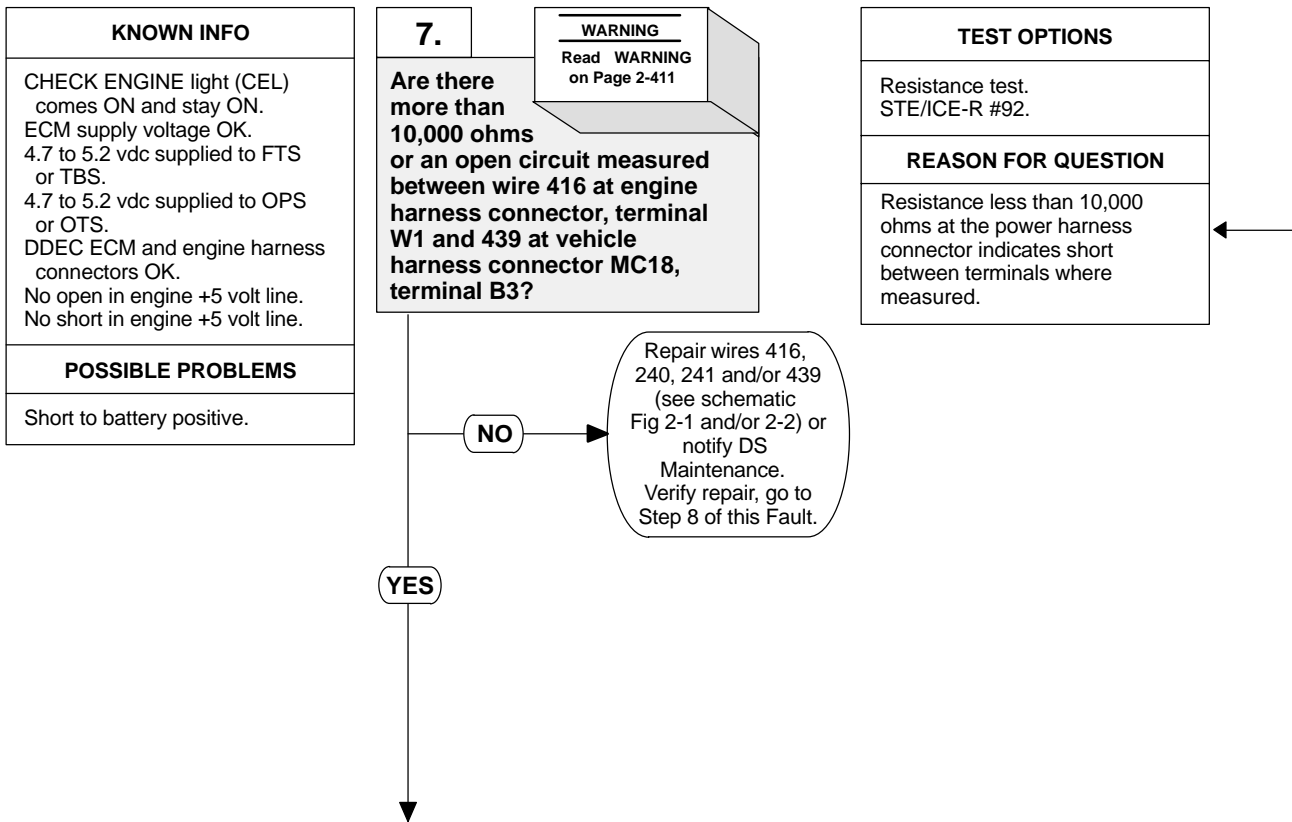 KNOWN INFO
CHECK ENGINE light (CEL)
comes ON and stay ON.
ECM supply voltage OK.
4.7 to 5.2 vdc supplied to FTS
or TBS.
4.7 to 5.2 vdc supplied to OPS
or OTS.
DDEC ECM and engine harness
connectors OK.
No open in engine +5 volt line.
No short in engine +5 volt line.
POSSIBLE PROBLEMS
Short to battery positive.
7.
WARNING
Read WARNING
on Page 2-411
Are there
more than
10,000 ohms
or an open circuit measured
between wire 416 at engine
harness connector, terminal
W1 and 439 at vehicle
harness connector MC18,
terminal B3?
TEST OPTIONS
Resistance test.
STE/ICE-R #92.
REASON FOR QUESTION
Resistance less than 10,000
ohms at the power harness
connector indicates short
between terminals where
measured.
NO
Repair wires 416,
240, 241 and/or 439
(see schematic
Fig 2-1 and/or 2-2) or
notify DS
Maintenance.
Verify repair, go to
Step 8 of this Fault.
YES